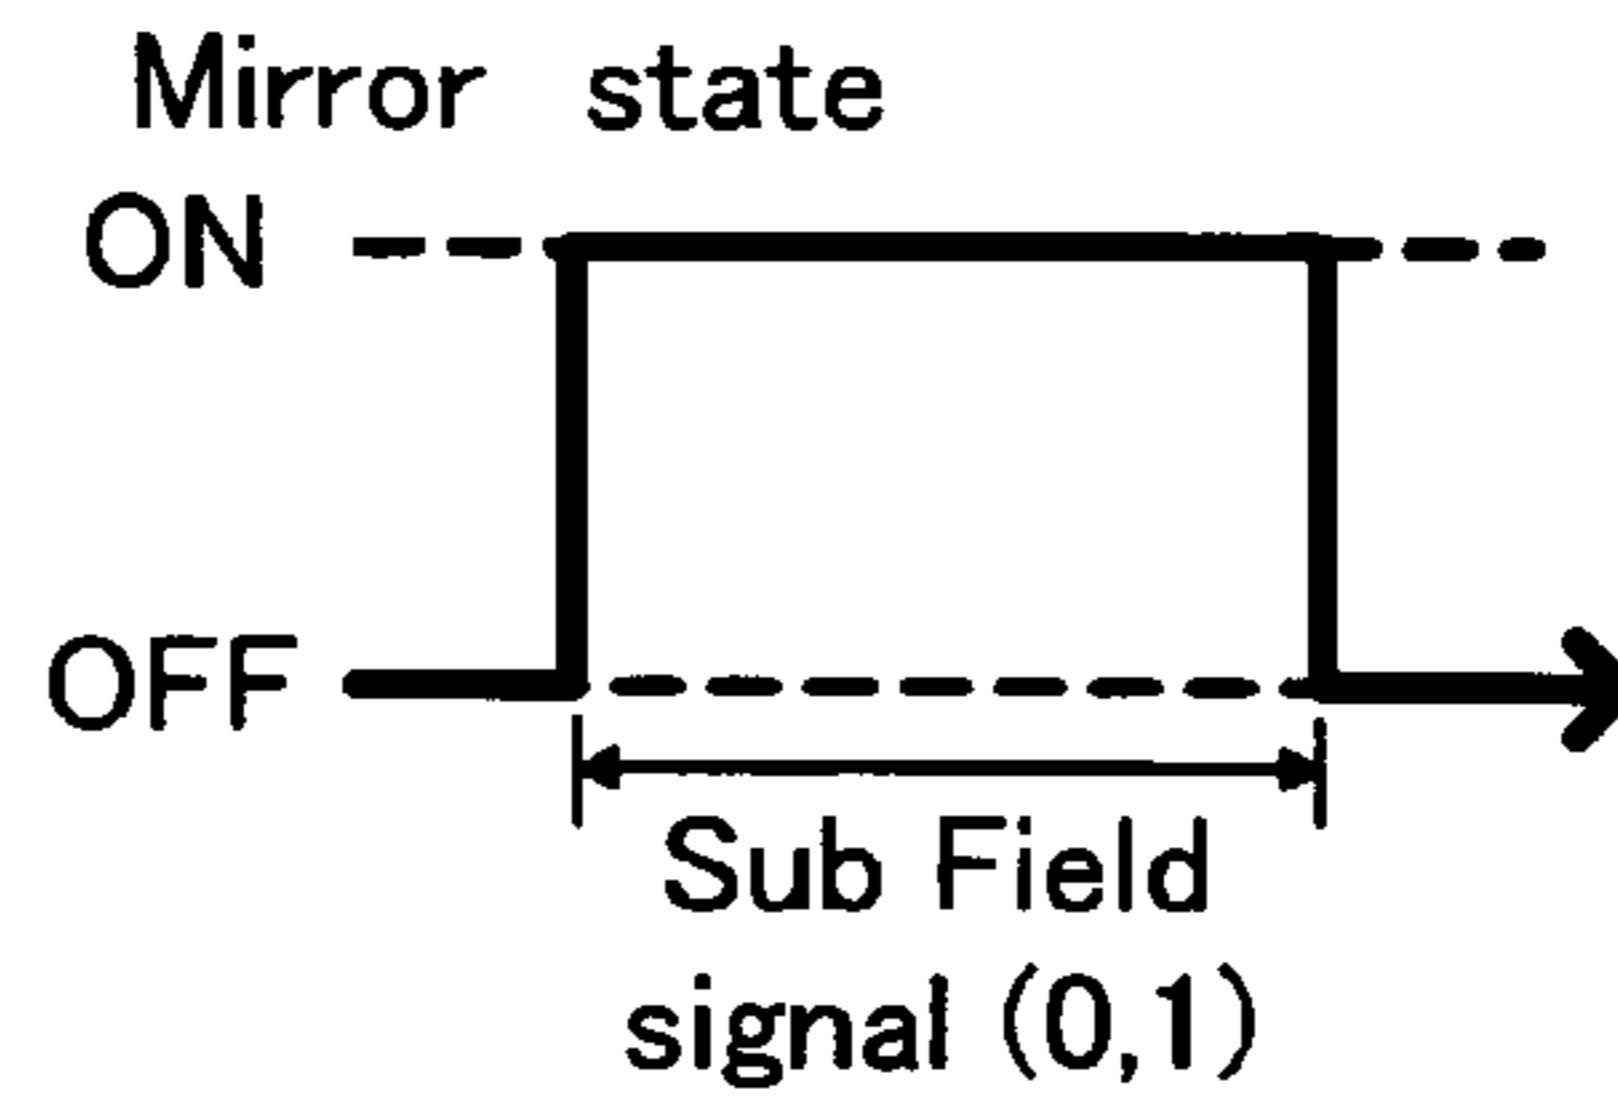 Mirror state
ON
OFF
Sub Field
signal (0,1)